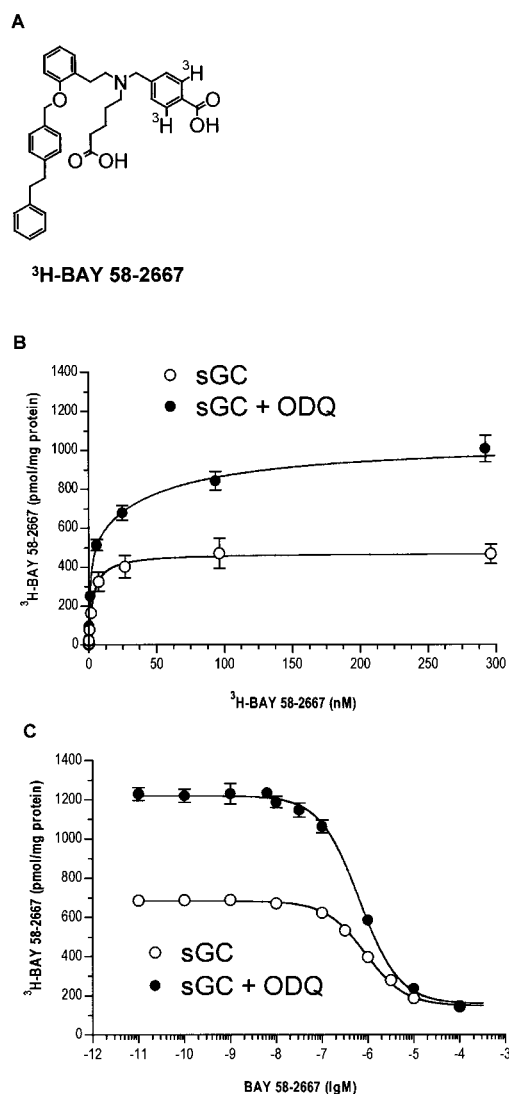 A
³H
N
O
³H
O
OH
O
OH
³H-BAY 58-2667
B
³H-BAY 58-2667 (pmol/mg protein)
1400
1200
1000
800
600
400
200
0
sGC
sGC + ODQ
0 50 100 150 200 250 300
³H-BAY 58-2667 (nM)
C
³H-BAY 58-2667 (pmol/mg protein)
1400
1200
1000
800
600
400
200
0
sGC
sGC + ODQ
-12 -11 -10 -9 -8 -7 -6 -5 -4 -3
BAY 58-2667 (lgM)